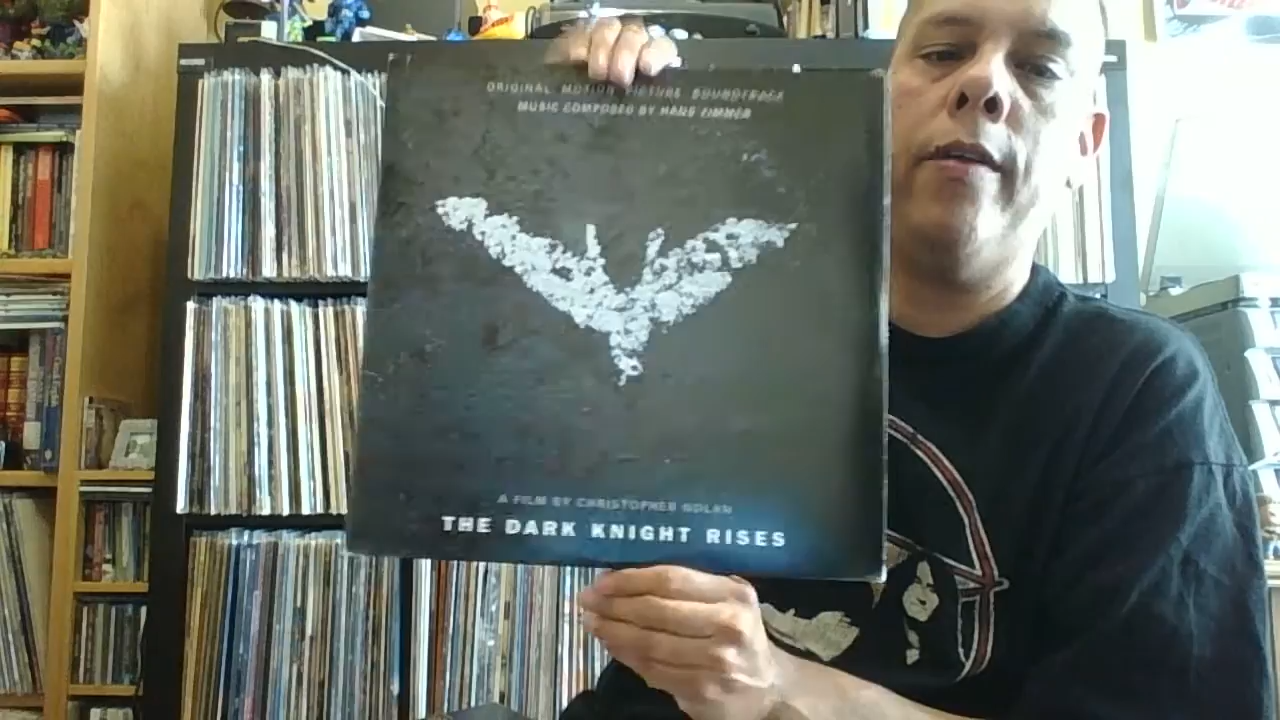 ORIGINAL MOTION PICTURE SOUNDTRACK
MUSIC COMPOSED BY HANS ZIMMER
A FILM BY CHRISTOPHER NOLAN
THE DARK KNIGHT RISES